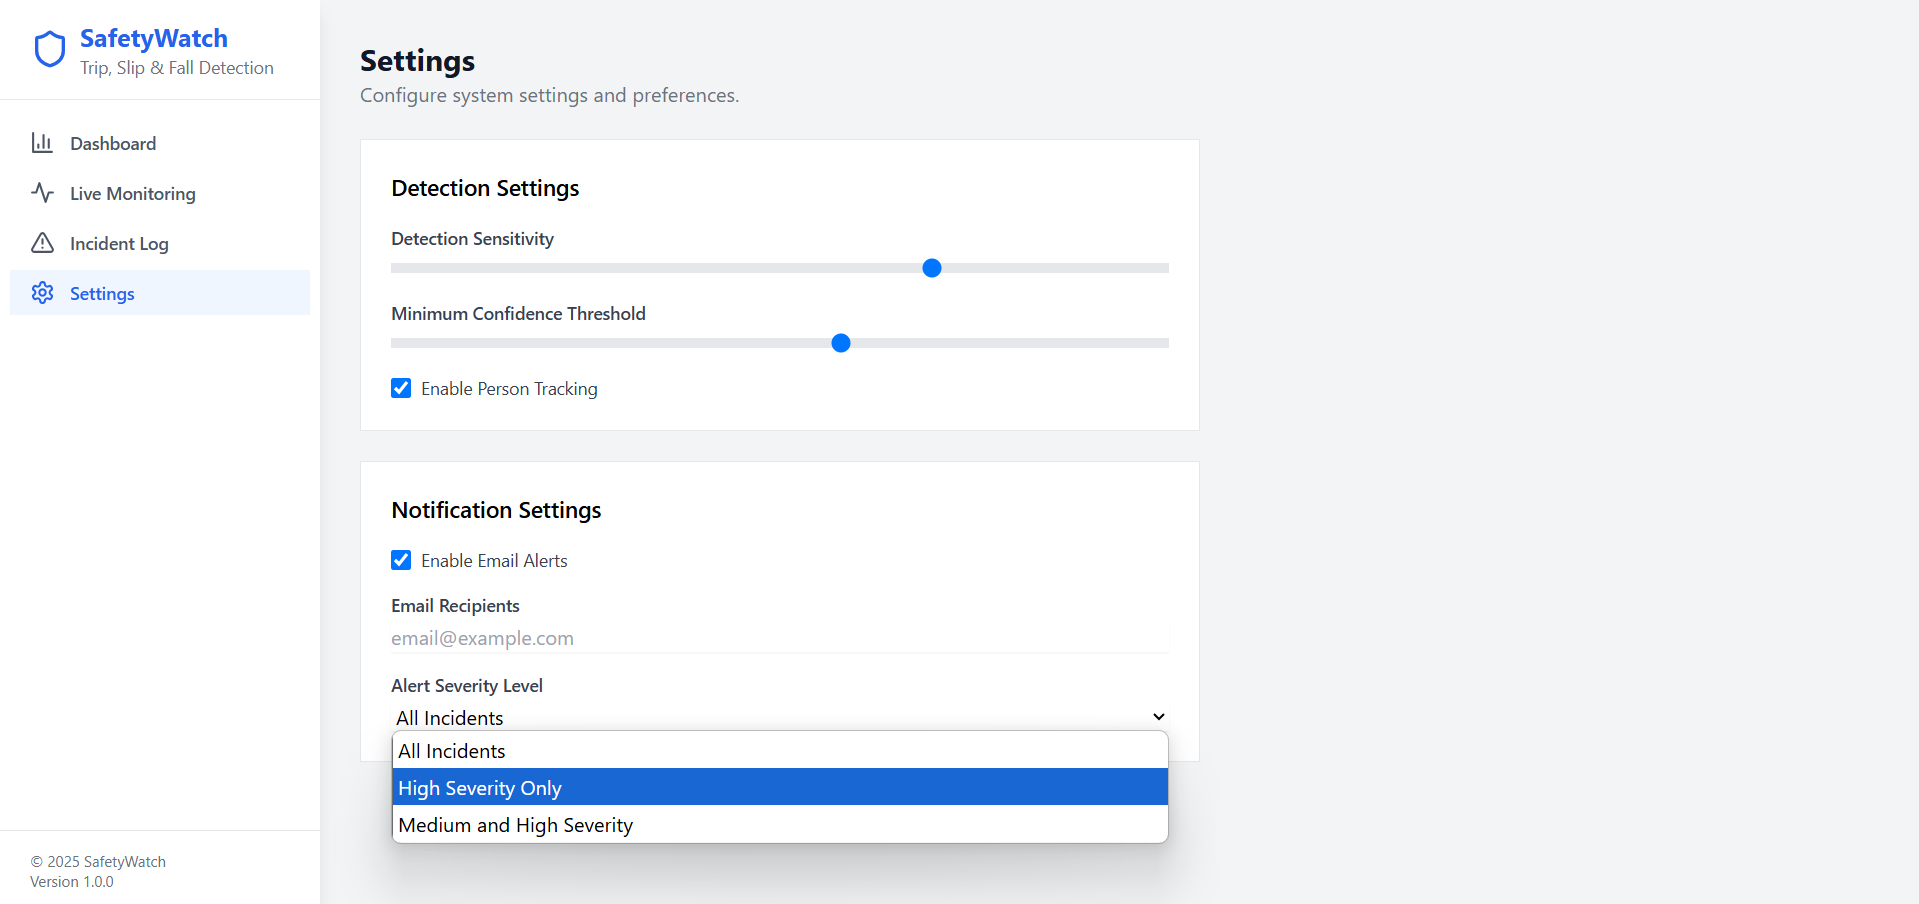 SafetyWatch
Trip, Slip & Fall Detection
Dashboard
Live Monitoring
Incident Log
Settings
© 2025 SafetyWatch
Version 1.0.0
Settings
Configure system settings and preferences.
Detection Settings
Detection Sensitivity
Minimum Confidence Threshold
Enable Person Tracking
Notification Settings
Enable Email Alerts
Email Recipients
email@example.com
Alert Severity Level
All Incidents
All Incidents
High Severity Only
Medium and High Severity